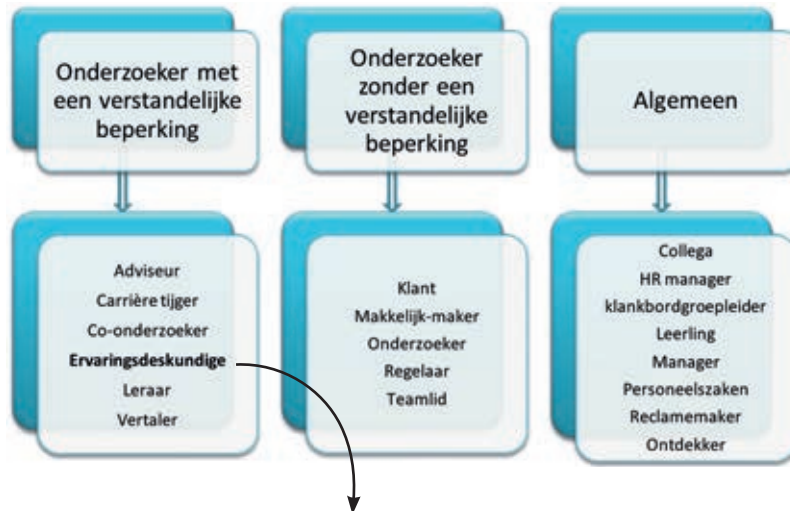 Onderzoeker met
een verstandelijke
beperking
Onderzoeker
zonder een
verstandelijke
beperking
Algemeen
Adviseur
Carrière tijger
Co-onderzoeker
Ervaringsdeskundige
Leraar
Vertaler
Klant
Makkelijk-maker
Onderzoeker
Regelaar
Teamlid
Collega
HR manager
klankbordgroepleider
Leerling
Manager
Personeelszaken
Reclamemaker
Ontdekker